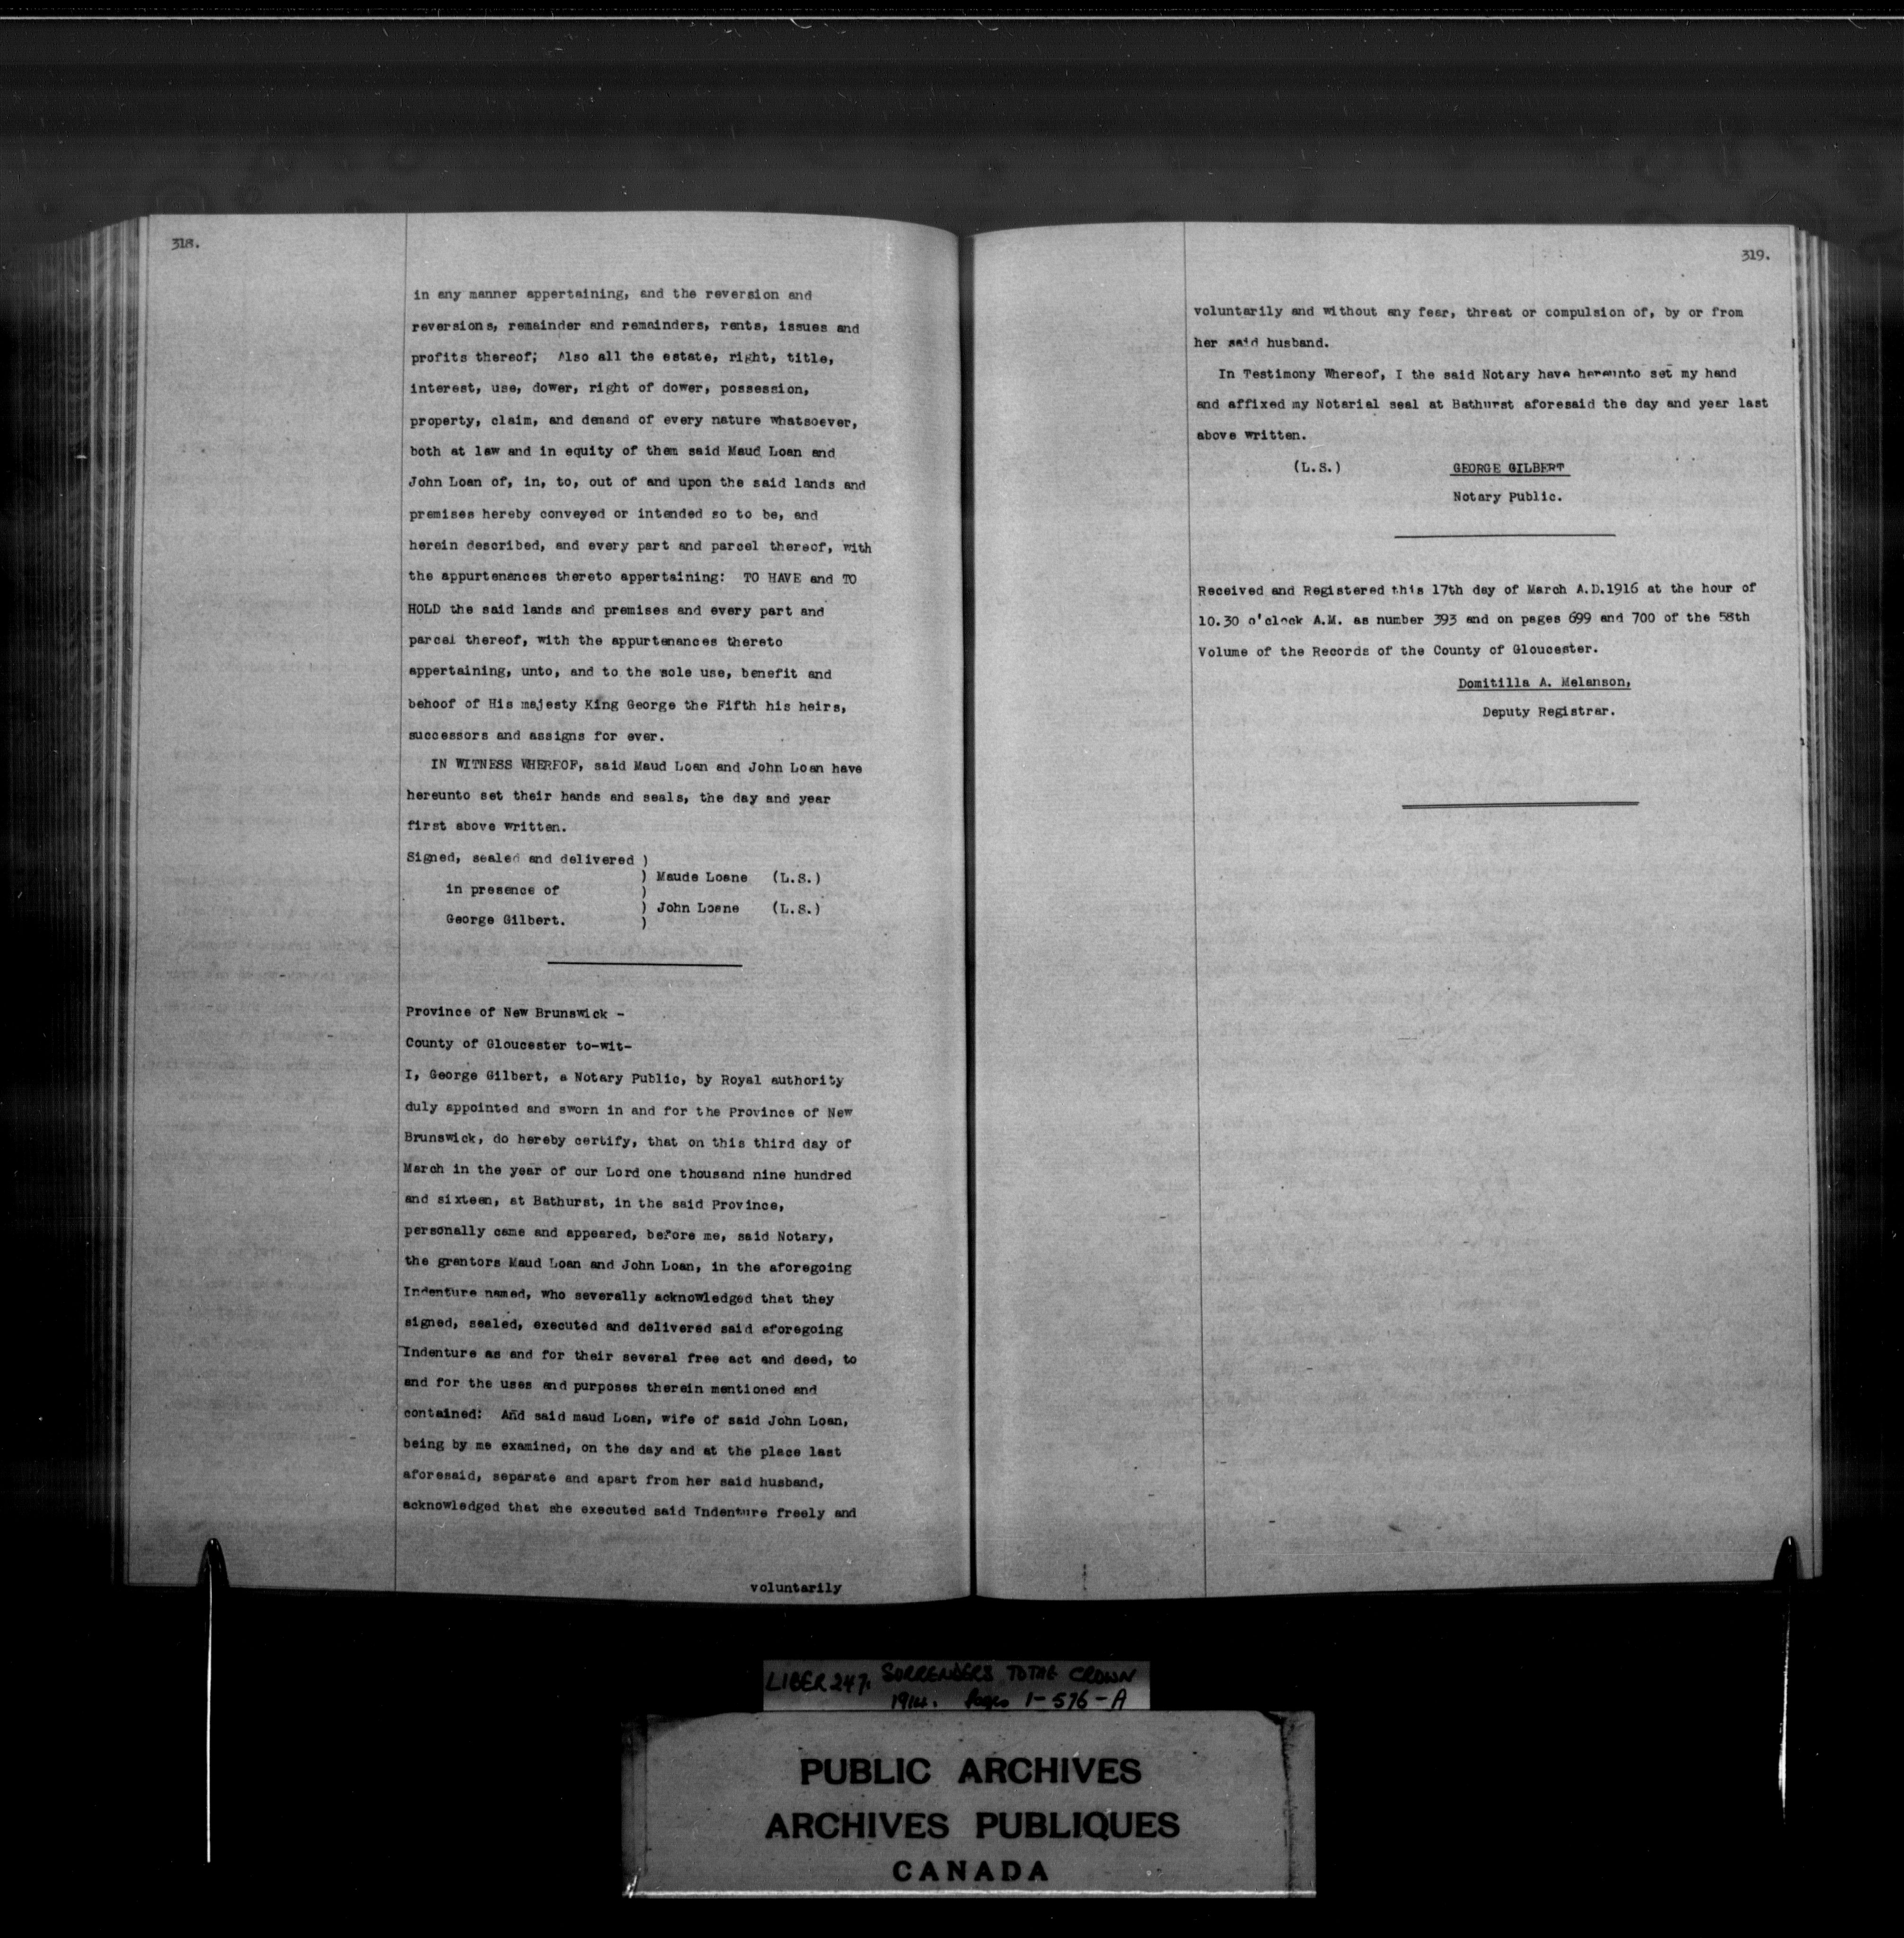 318.
in any manner appertaining, and the reversion and
reversions, remainder and remainders, rents, issues and
profits thereof; Also all the estate, right, title,
interest, use, dower, right of dower, possession,
property, claim, and demand of every nature whatsoever,
both at law and in equity of them said Maud Loan and
John Loan of, in, to, out of and upon the said lands and
premises hereby conveyed or intended so to be, and
herein described, and every part and parcel thereof, with
the appurtenances thereto appertaining: TO HAVE and TO
HOLD the said lands and premises and every part and
parcel thereof, with the appurtenances thereto
appertaining, unto, and to the sole use, benefit and
behoof of His majesty King George the Fifth his heirs,
successors and assigns for ever.
IN WITNESS WHEREOF, said Maud Loan and John Loan have
hereunto set their hands and seals, the day and year
first above written.
Signed, sealed and delivered )
) Maude Loane (L.S.)
in presence of )
) John Loane (L.S.)
George Gilbert. )
Province of New Brunswick -
County of Gloucester to-wit-
I, George Gilbert, a Notary Public, by Royal authority
duly appointed and sworn in and for the Province of New
Brunswick, do hereby certify, that on this third day of
March in the year of our Lord one thousand nine hundred
and sixteen, at Bathurst, in the said Province,
personally came and appeared, before me, said Notary,
the grantors Maud Loan and John Loan, in the aforegoing
Indenture named, who severally acknowledged that they
signed, sealed, executed and delivered said aforegoing
Indenture as and for their several free act and deed, to
and for the uses and purposes therein mentioned and
contained: And said maud Loan, wife of said John Loan,
being by me examined, on the day and at the place last
aforesaid, separate and apart from her said husband,
acknowledged that she executed said Indenture freely and
voluntarily
319.
voluntarily and without any fear, threat or compulsion of, by or from
her said husband.
In Testimony Whereof, I the said Notary have hereunto set my hand
and affixed my Notarial seal at Bathurst aforesaid the day and year last
above written.
(L.S.) GEORGE GILBERT
Notary Public.
Received and Registered this 17th day of March A.D.1916 at the hour of
10.30 o'clock A.M. as number 393 and on pages 699 and 700 of the 58th
Volume of the Records of the County of Gloucester.
Domitilla A. Melanson,
Deputy Registrar.
LIBER 247. SURRENDERS TO THE CROWN
1914. Pages 1-576-A
PUBLIC ARCHIVES
ARCHIVES PUBLIQUES
CANADA